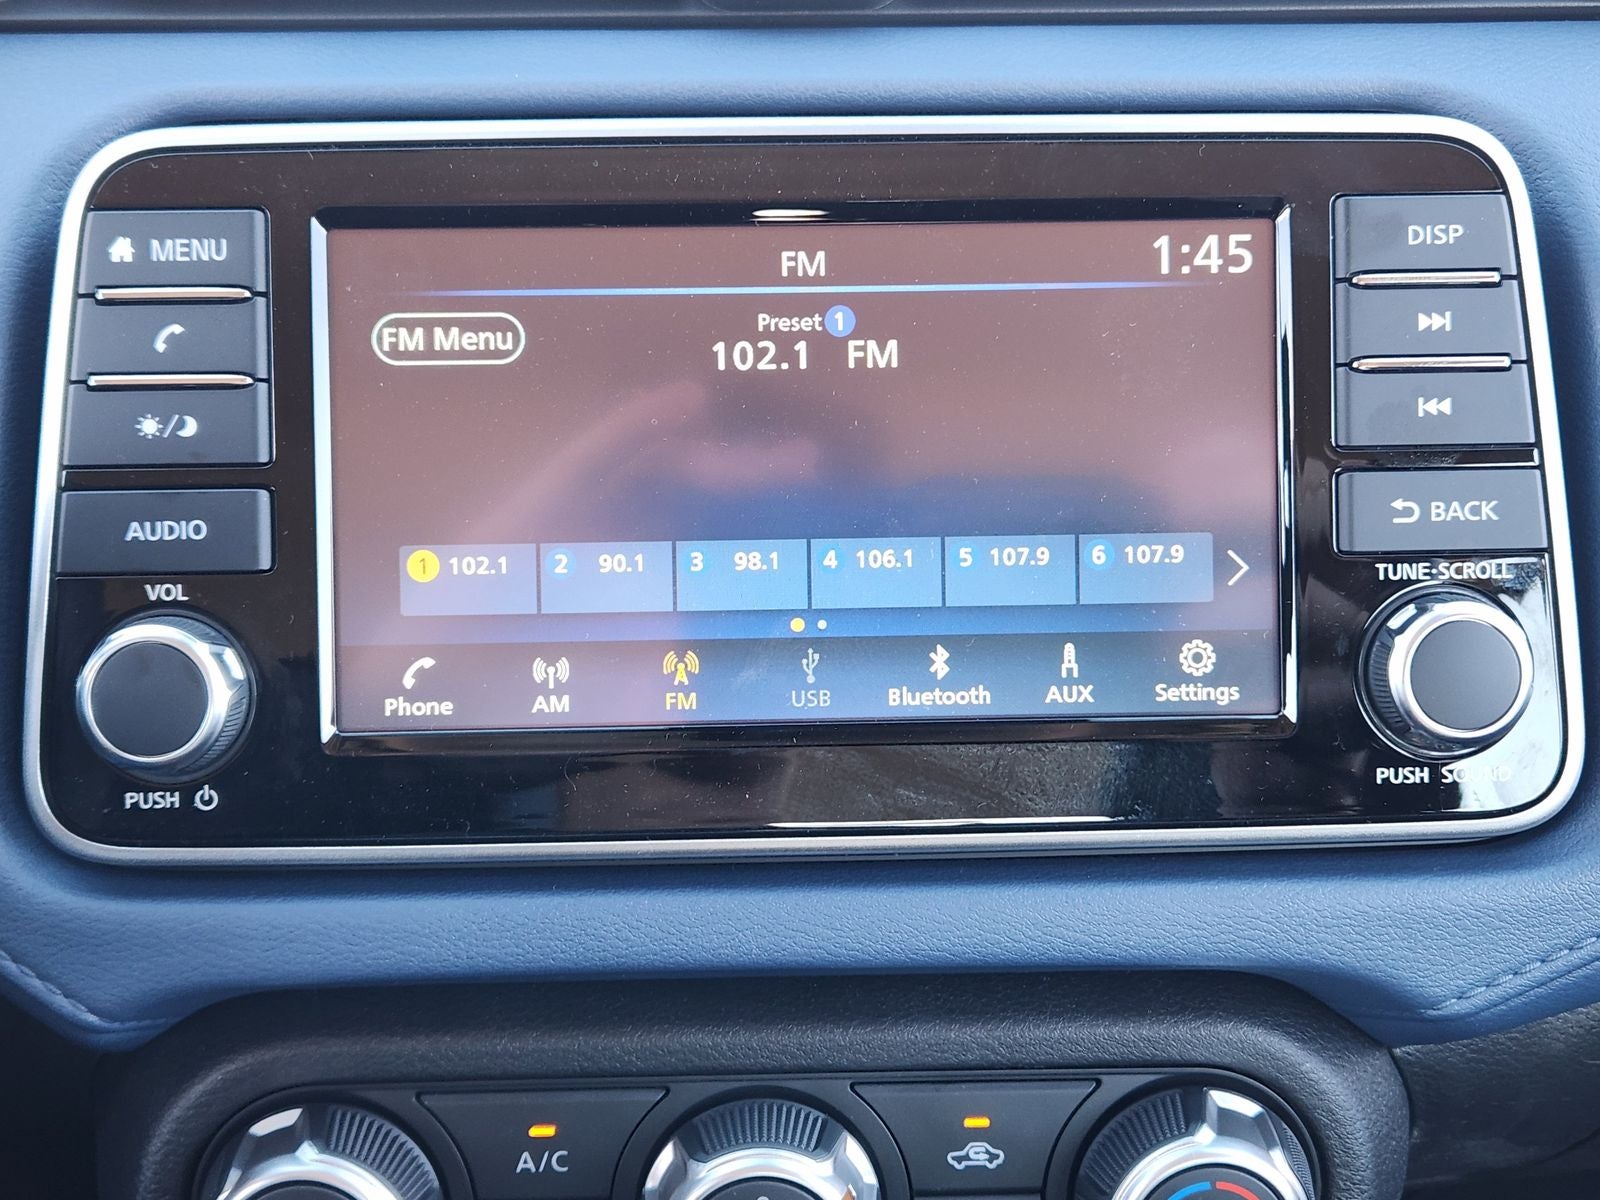 MENU
AUDIO
VOL
PUSH
FM
1:45
FM Menu
Preset 1
102.1 FM
1 102.1 2 90.1 3 98.1 4 106.1 5 107.9 6 107.9
Phone AM FM USB Bluetooth AUX Settings
DISP
BACK
TUNE·SCROLL
PUSH SOUND
A/C